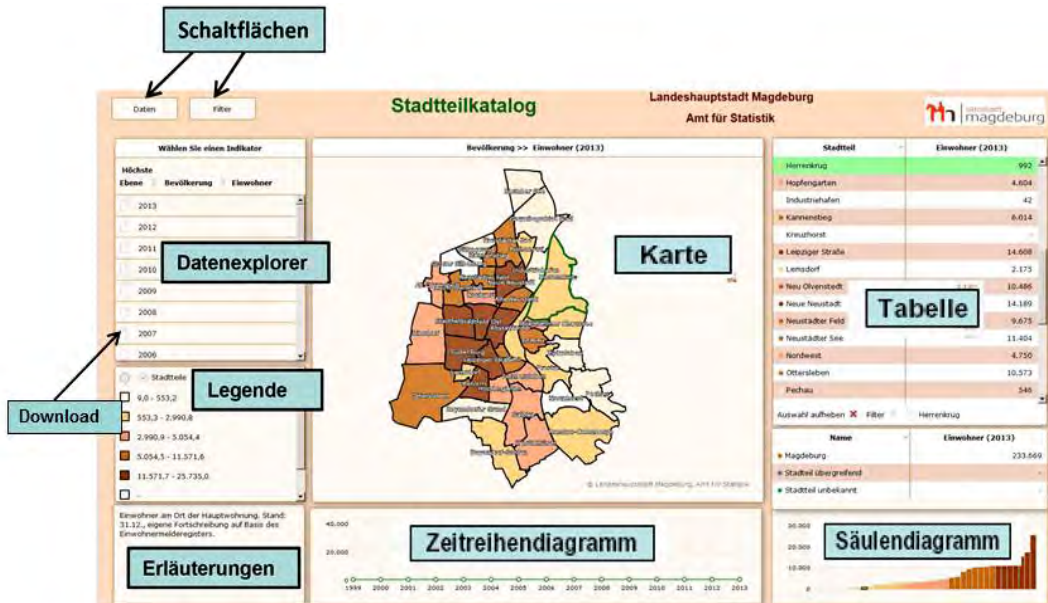 Schaltflächen
Daten
Filter
Stadtteilkatalog
Landeshauptstadt Magdeburg
Amt für Statistik
magdeburg
Wählen Sie einen Indikator
Höchste
Ebene Bevölkerung Einwohner
2013
2012
2011
2010
2009
2008
2007
2006
Datenexplorer
Download
Stadtteile
9,0 - 553,2
553,3 - 2.990,8
2.990,9 - 5.054,4
5.054,5 - 11.571,6
11.571,7 - 25.735,0
-
Legende
Einwohner am Ort der Hauptwohnung. Stand:
31.12., eigene Fortschreibung auf Basis des
Einwohnermelderegisters.
Erläuterungen
Bevölkerung >> Einwohner (2013)
Karte
Sudenburg
Leipziger Straße
© Landeshauptstadt Magdeburg, Amt für Statistik
40.000
20.000
0
1999 2000 2001 2002 2003 2004 2005 2006 2007 2008 2009 2010 2011 2012 2013
Zeitreihendiagramm
Stadtteil Einwohner (2013)
Herrenkrug 992
Hopfengarten 4.604
Industriehafen 42
Kannenstieg 6.014
Kreuzhorst -
Leipziger Straße 14.608
Lemsdorf 2.175
Neu Olvenstedt 10.486
Neue Neustadt 14.189
Neustädter Feld 9.675
Neustädter See 11.404
Nordwest 4.750
Ottersleben 10.573
Pechau 546
Tabelle
Auswahl aufheben Filter Herrenkrug
Name Einwohner (2013)
Magdeburg 233.669
Stadtteil übergreifend -
Stadtteil unbekannt -
30.000
20.000
10.000
0
Säulendiagramm